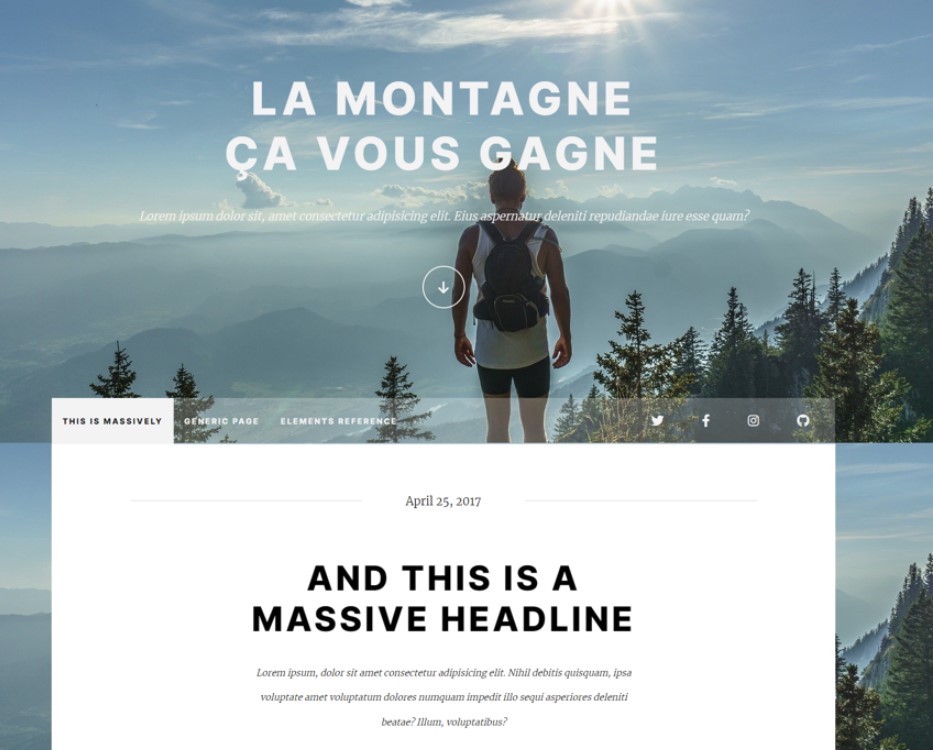 LA MONTAGNE
ÇA VOUS GAGNE
Lorem ipsum dolor sit, amet consectetur adipisicing elit. Eius aspernatur deleniti repudiandae iure esse quam?
THIS IS MASSIVELY GENERIC PAGE ELEMENTS REFERENCE
April 25, 2017
AND THIS IS A
MASSIVE HEADLINE
Lorem ipsum, dolor sit amet consectetur adipisicing elit. Nihil debitis quisquam, ipsa
voluptate amet voluptatum dolores numquam impedit illo sequi asperiores deleniti
beatae? Illum, voluptatibus?